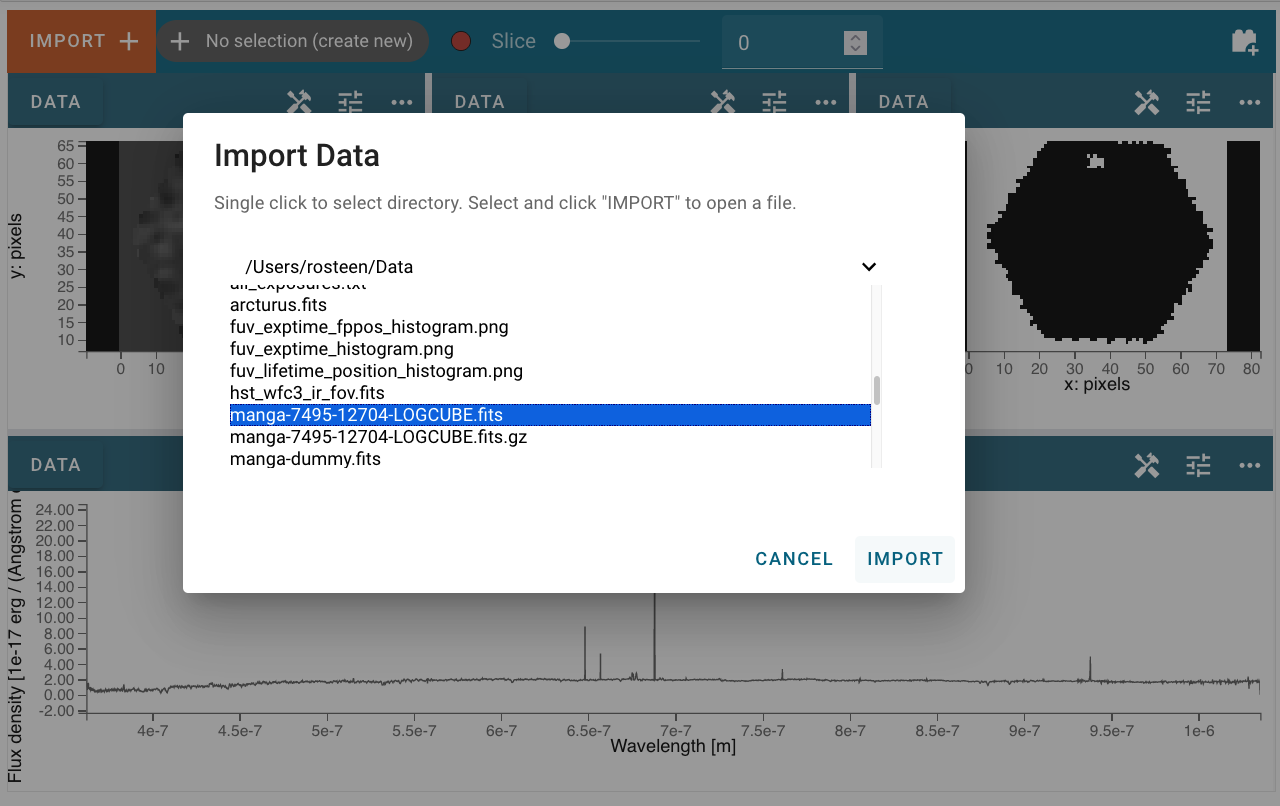 IMPORT
No selection (create new)
Slice
0
DATA
DATA
DATA
Import Data
Single click to select directory. Select and click "IMPORT" to open a file.
/Users/rosteen/Data
all_exposures.txt
arcturus.fits
fuv_exptime_fppos_histogram.png
fuv_exptime_histogram.png
fuv_lifetime_position_histogram.png
hst_wfc3_ir_fov.fits
manga-7495-12704-LOGCUBE.fits
manga-7495-12704-LOGCUBE.fits.gz
manga-dummy.fits
CANCEL
IMPORT
y: pixels
65
60
55
50
45
40
35
30
25
20
15
10
0 10
0 10 20 30 40 50 60 70 80
x: pixels
DATA
Flux density [1e-17 erg / (Angstrom
24.00
22.00
20.00
18.00
16.00
14.00
12.00
10.00
8.00
6.00
4.00
2.00
0.00
-2.00
4e-7 4.5e-7 5e-7 5.5e-7 6e-7 6.5e-7 7e-7 7.5e-7 8e-7 8.5e-7 9e-7 9.5e-7 1e-6
Wavelength [m]